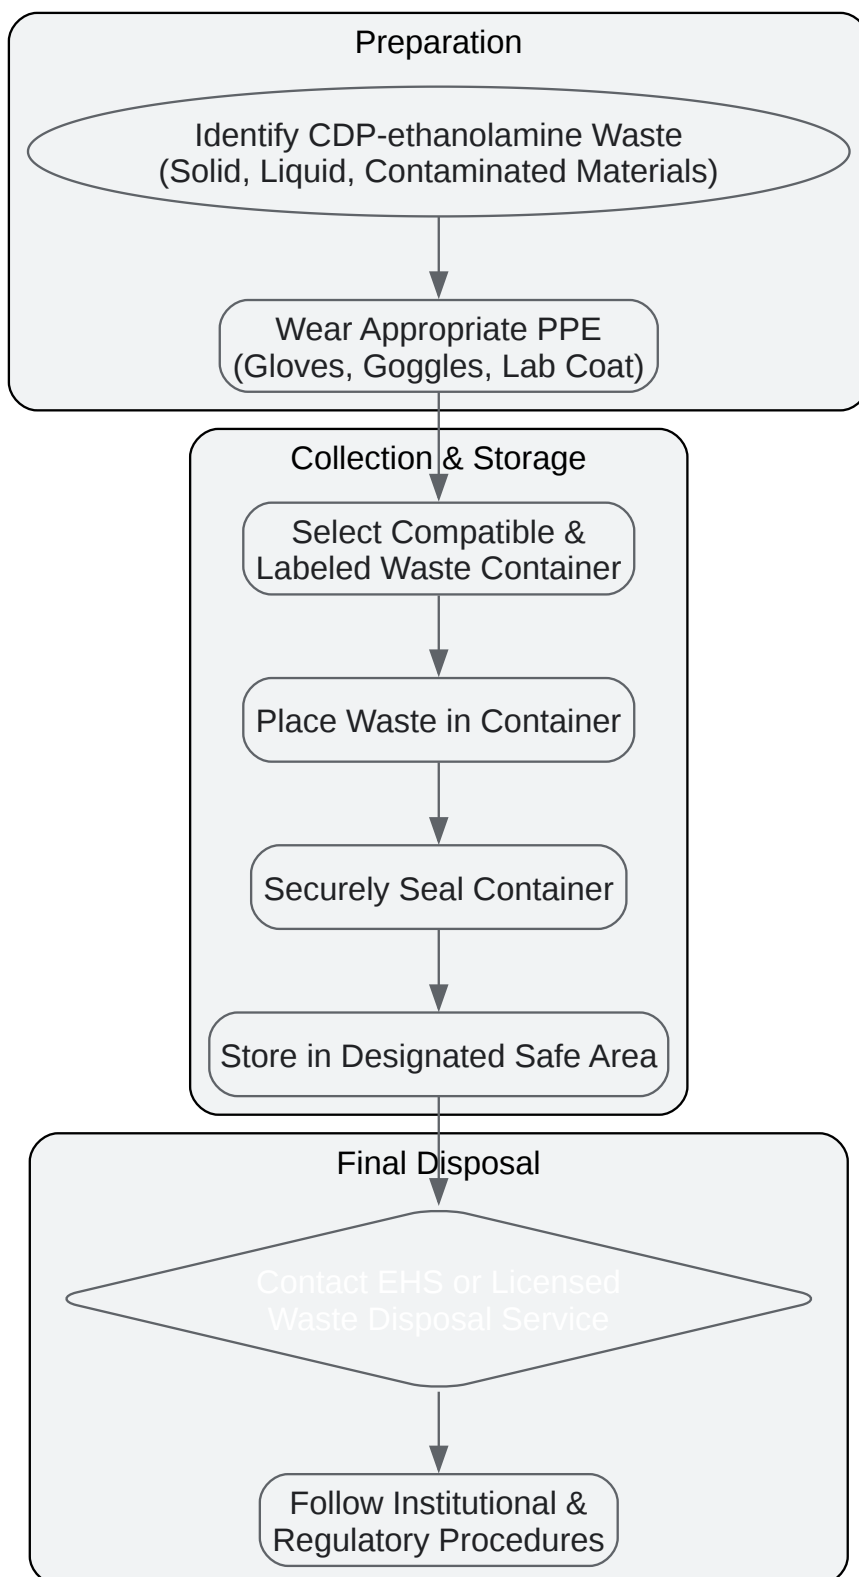 Preparation
Identify CDP-ethanolamine Waste
(Solid, Liquid, Contaminated Materials)
Wear Appropriate PPE
(Gloves, Goggles, Lab Coat)
Collection & Storage
Select Compatible &
Labeled Waste Container
Place Waste in Container
Securely Seal Container
Store in Designated Safe Area
Final Disposal
Contact EHS or Licensed
Waste Disposal Service
Follow Institutional &
Regulatory Procedures